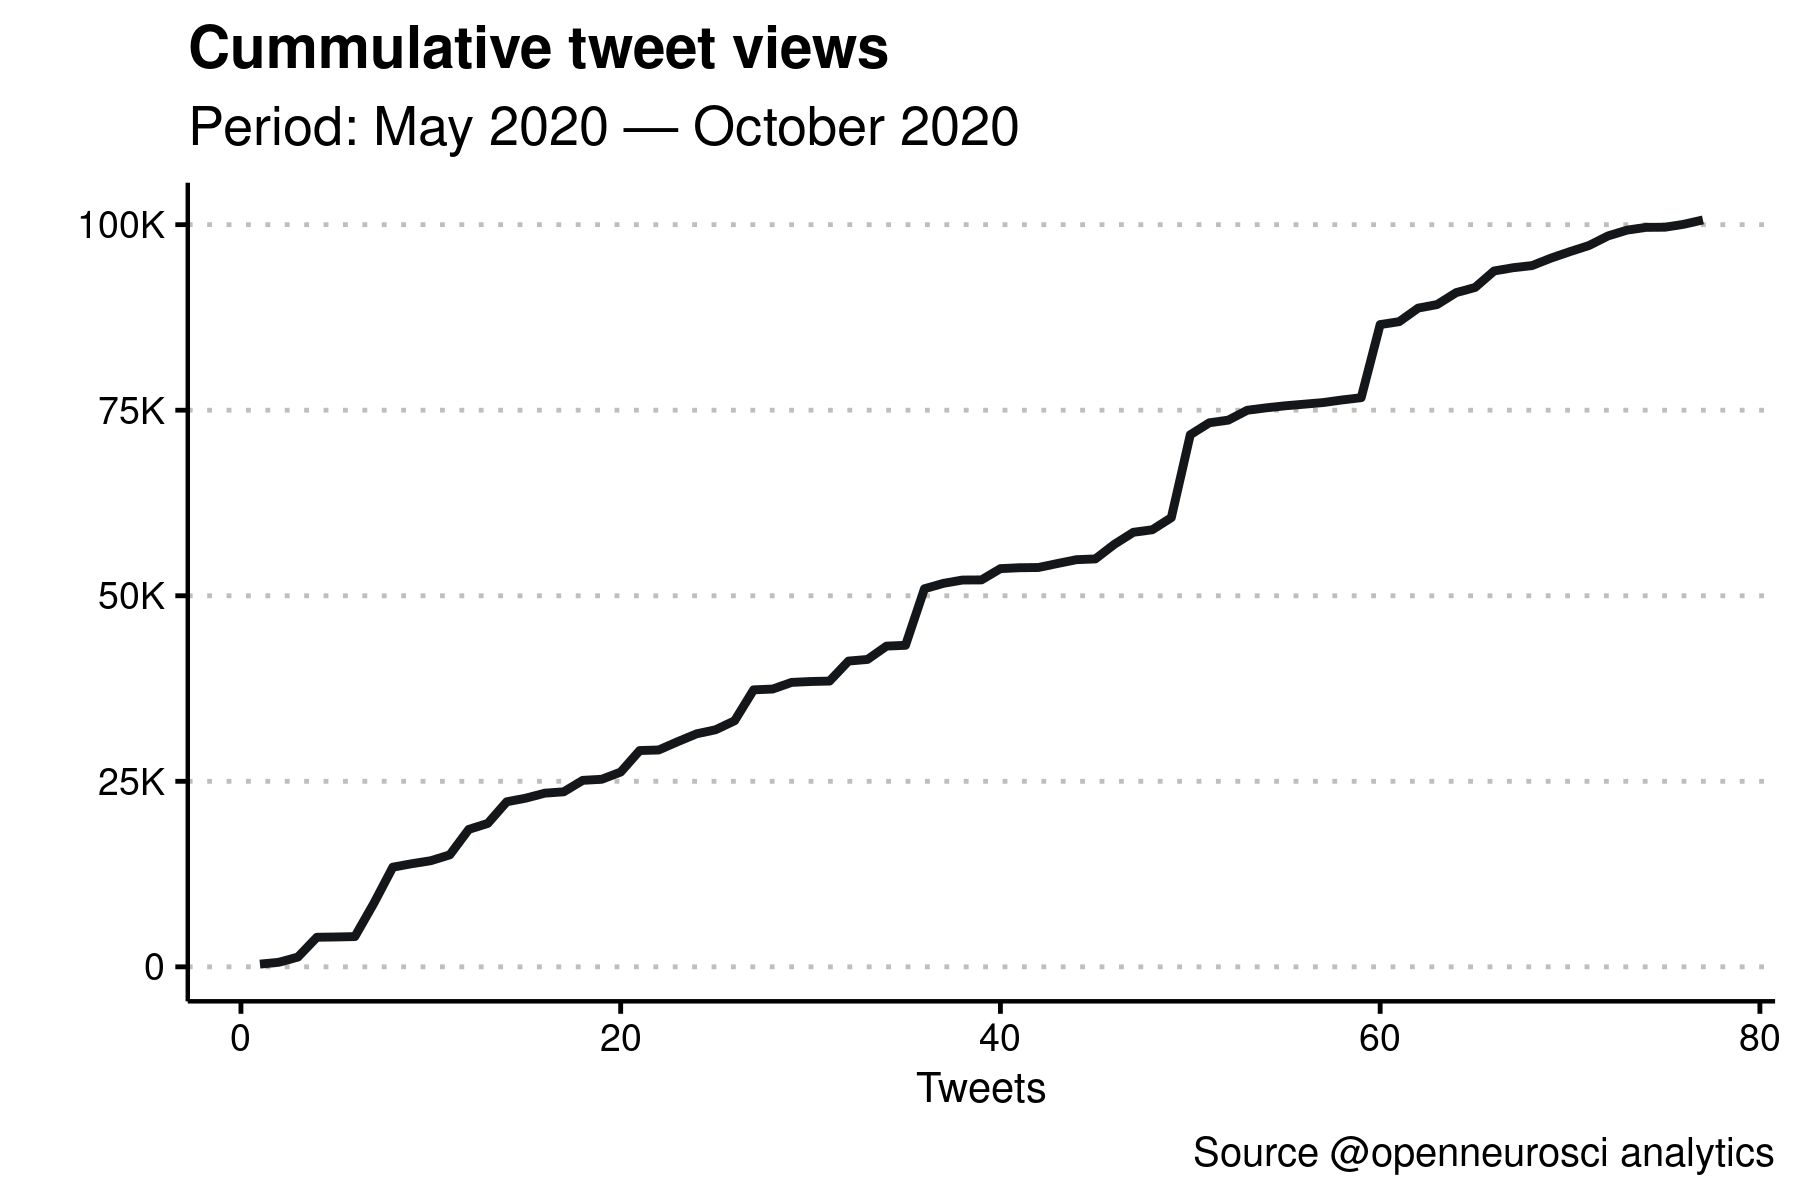 Cummulative tweet views
Period: May 2020 — October 2020
100K
75K
50K
25K
0
0 20 40 60 80
Tweets
Source @openneurosci analytics